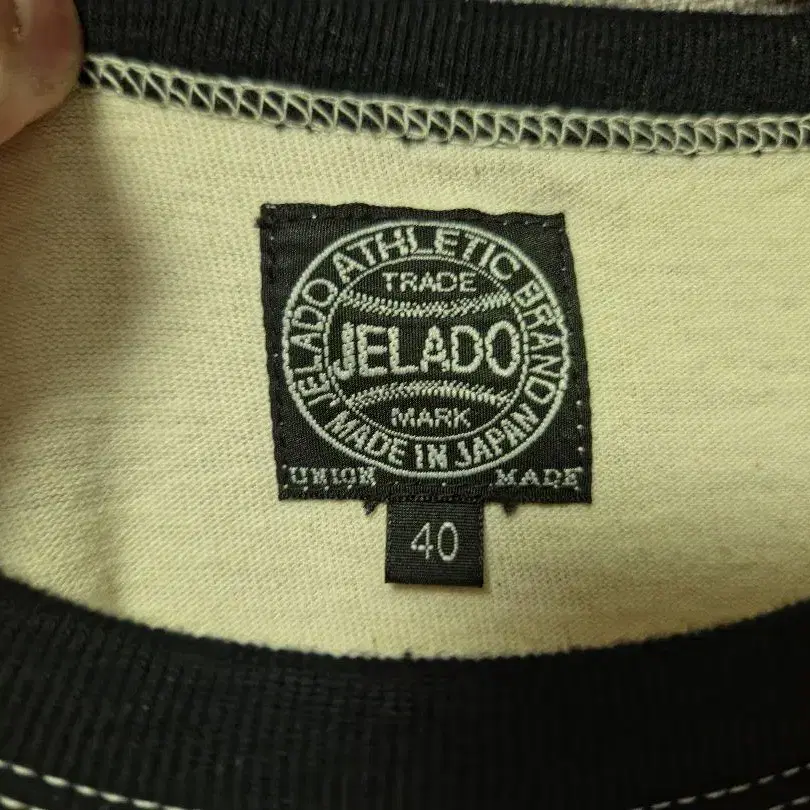 JELADO ATHLETIC BRAND
TRADE
JELADO
MARK
MADE IN JAPAN
UNION MADE
40